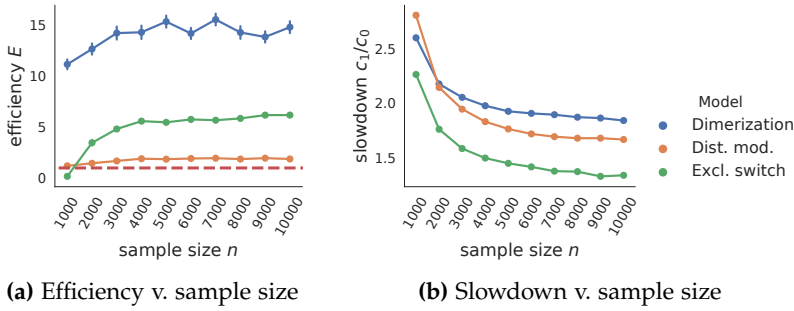 efficiency E
15
10
5
0
1000
2000
3000
4000
5000
6000
7000
8000
9000
10000
sample size n
slowdown c1/c0
2.5
2.0
1.5
1000
2000
3000
4000
5000
6000
7000
8000
9000
10000
sample size n
Model
Dimerization
Dist. mod.
Excl. switch
(a) Efficiency v. sample size
(b) Slowdown v. sample size